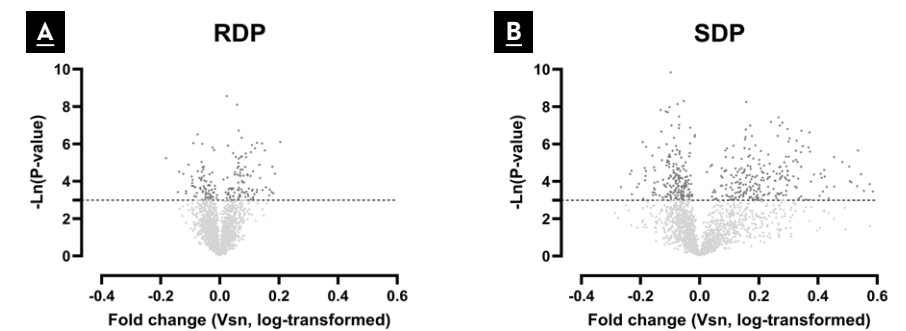 A RDP
10
8
6
4
2
0
-Ln(P-value)
-0.4 -0.2 0.0 0.2 0.4 0.6
Fold change (Vsn, log-transformed)
B SDP
10
8
6
4
2
0
-Ln(P-value)
-0.4 -0.2 0.0 0.2 0.4 0.6
Fold change (Vsn, log-transformed)